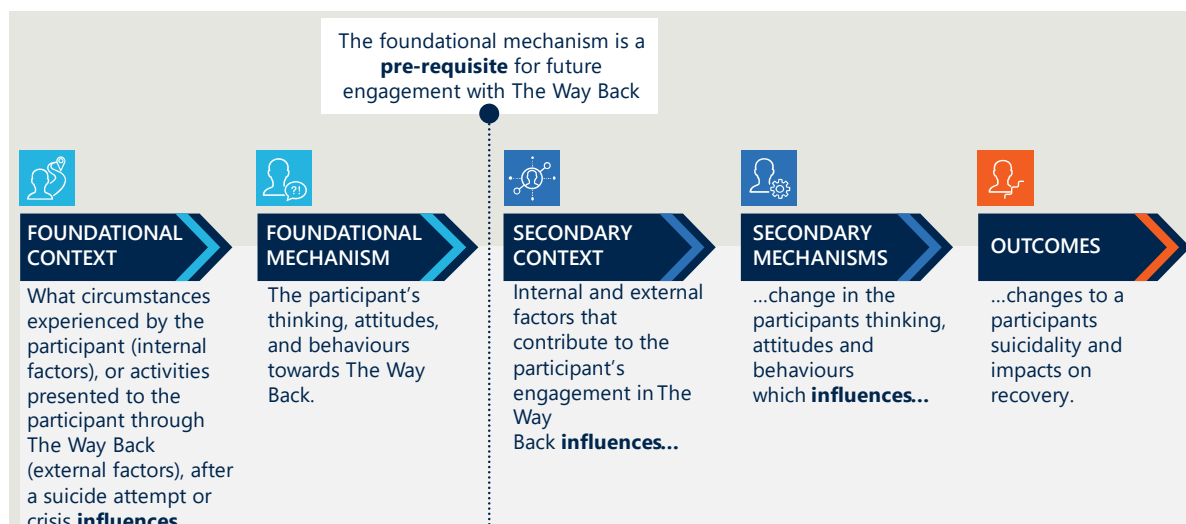 The foundational mechanism is a
pre-requisite for future
engagement with The Way Back
?!
FOUNDATIONAL
CONTEXT
What circumstances
experienced by the
participant (internal
factors), or activities
presented to the
participant through
The Way Back
(external factors), after
a suicide attempt or
crisis influences
FOUNDATIONAL
MECHANISM
The participant's
thinking, attitudes,
and behaviours
towards The Way
Back.
SECONDARY
CONTEXT
Internal and external
factors that
contribute to the
participant's
engagement in The
Way
Back influences...
SECONDARY
MECHANISMS
...change in the
participants thinking,
attitudes and
behaviours
which influences...
OUTCOMES
...changes to a
participants
suicidality and
impacts on
recovery.